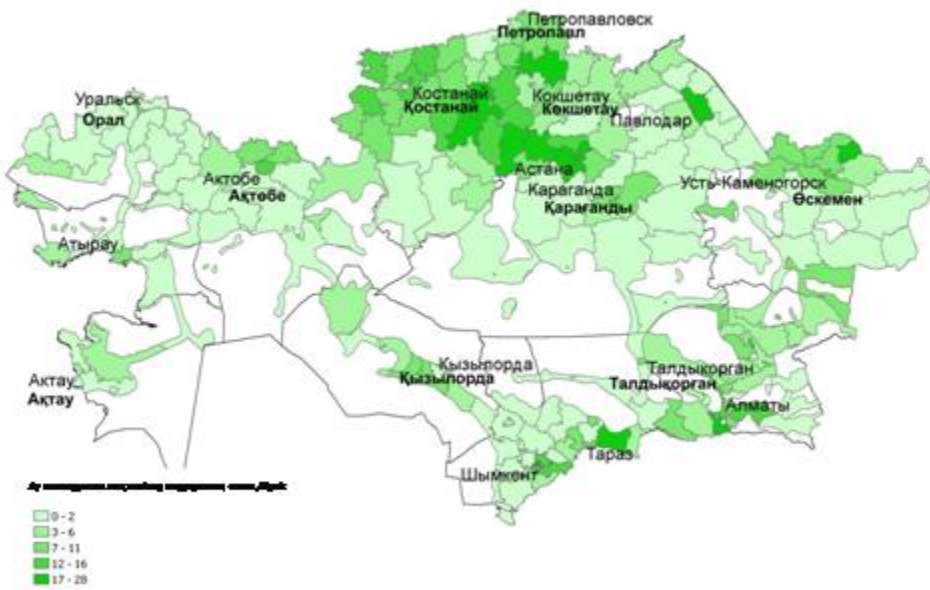 Петропавловск
Петропавл
Костанай
Қостанай
Кокшетау
Көкшетау
Павлодар
Уральск
Орал
Астана
Караганда
Қарағанды
Усть-Каменогорск
Өскемен
Актобе
Ақтөбе
Атырау
Кызылорда
Қызылорда
Талдыкорган
Талдықорған
Актау
Ақтау
Алматы
Тараз
Шымкент
0 - 2
3 - 6
7 - 11
12 - 16
17 - 28